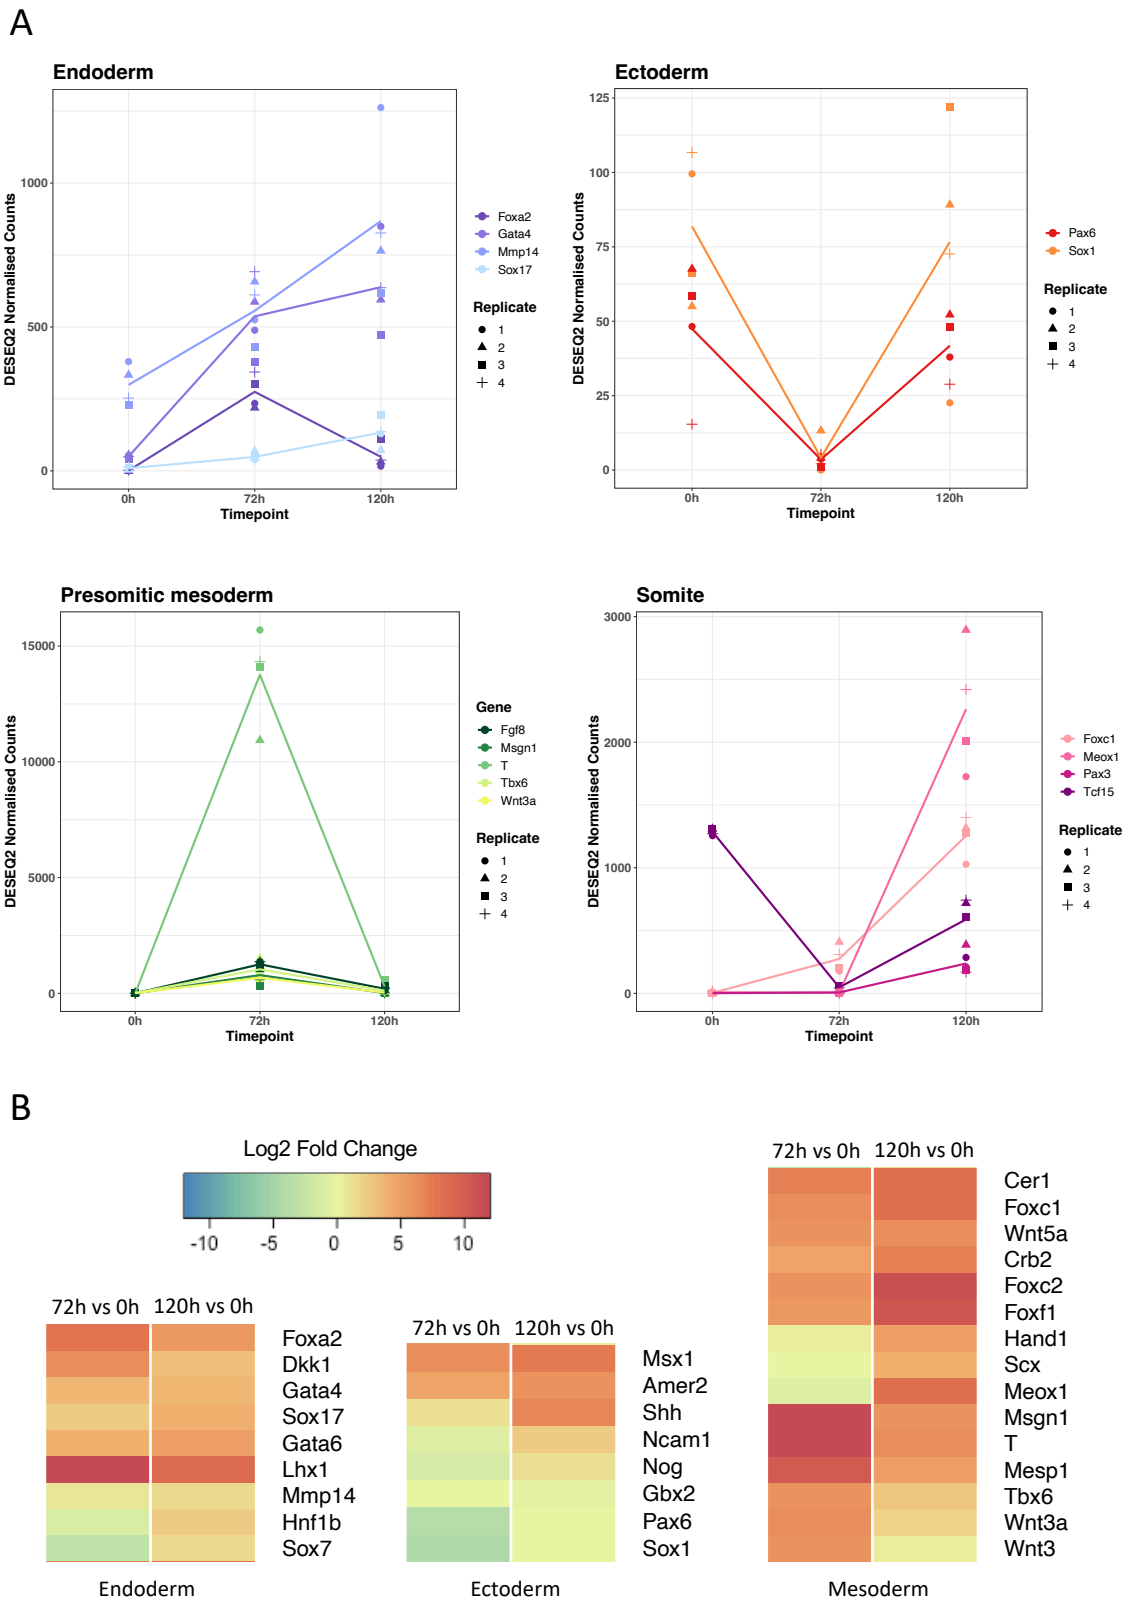 A
Endoderm
DESEQ2 Normalised Counts
1000
500
0
0h
72h
120h
Timepoint
Foxa2
Gata4
Mmp14
Sox17
Replicate
1
2
3
4
Ectoderm
DESEQ2 Normalised Counts
125
100
75
50
25
0
0h
72h
120h
Timepoint
Pax6
Sox1
Replicate
1
2
3
4
Presomitic mesoderm
DESEQ2 Normalised Counts
15000
10000
5000
0
0h
72h
120h
Timepoint
Gene
Fgf8
Msgn1
T
Tbx6
Wnt3a
Replicate
1
2
3
4
Somite
DESEQ2 Normalised Counts
3000
2000
1000
0
0h
72h
120h
Timepoint
Foxc1
Meox1
Pax3
Tcf15
Replicate
1
2
3
4
B
Log2 Fold Change
-10 -5 0 5 10
72h vs 0h 120h vs 0h
Foxa2
Dkk1
Gata4
Sox17
Gata6
Lhx1
Mmp14
Hnf1b
Sox7
Endoderm
72h vs 0h 120h vs 0h
Msx1
Amer2
Shh
Ncam1
Nog
Gbx2
Pax6
Sox1
Ectoderm
72h vs 0h 120h vs 0h
Cer1
Foxc1
Wnt5a
Crb2
Foxc2
Foxf1
Hand1
Scx
Meox1
Msgn1
T
Mesp1
Tbx6
Wnt3a
Wnt3
Mesoderm